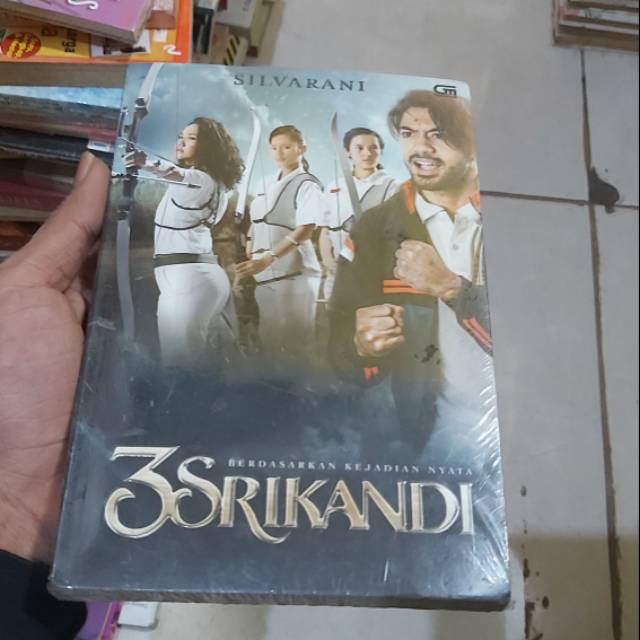 SILVARANI
BERDASARKAN KEJADIAN NYATA
3SRIKANDI